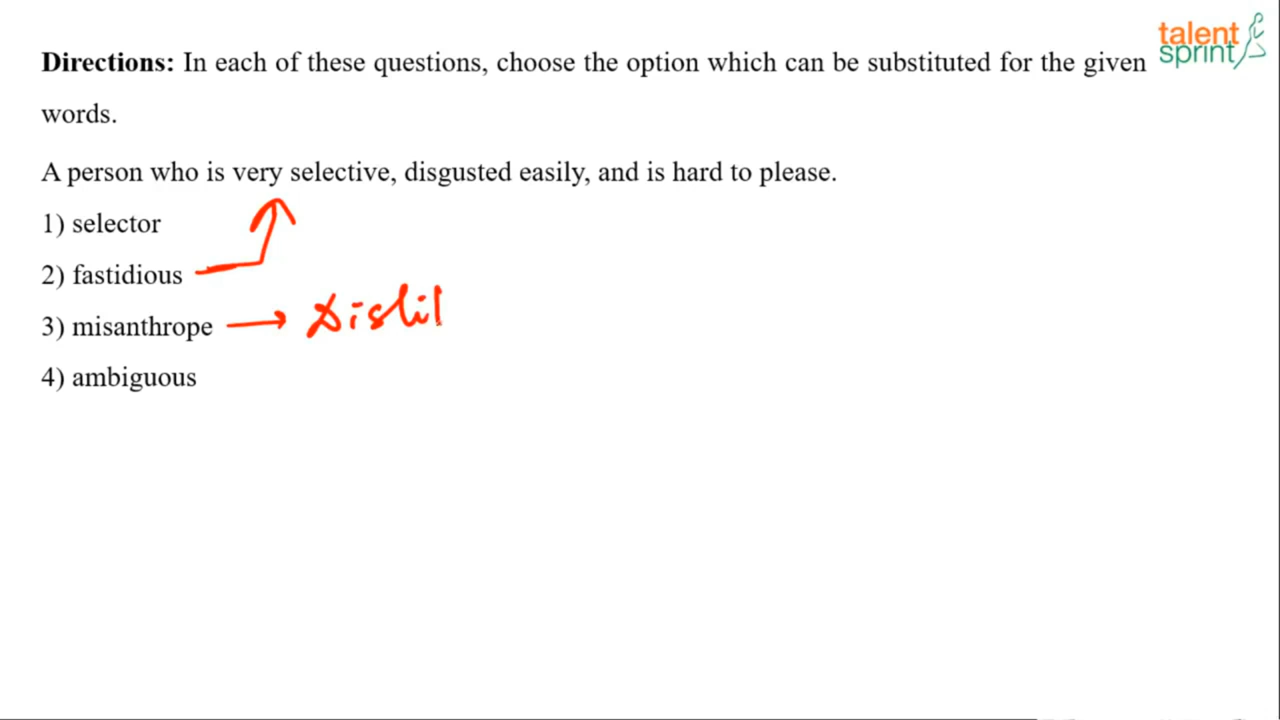 talent
sprint
Directions: In each of these questions, choose the option which can be substituted for the given
words.
A person who is very selective, disgusted easily, and is hard to please.
1) selector
2) fastidious
3) misanthrope → Dislik
4) ambiguous